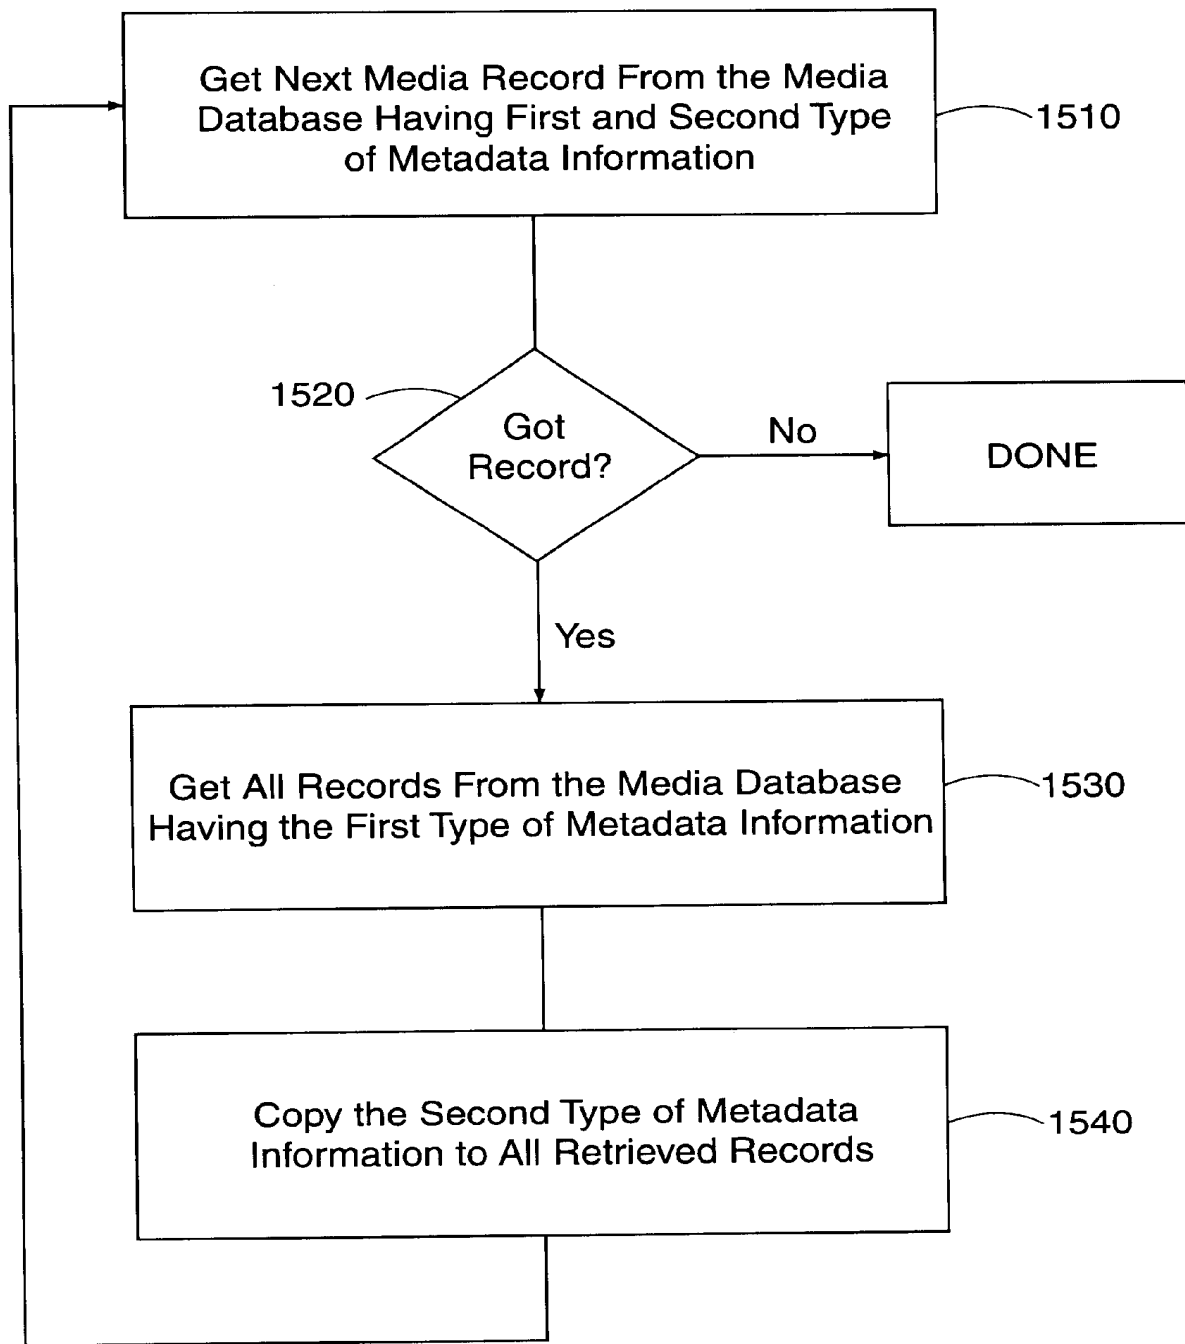 Get Next Media Record From the Media
Database Having First and Second Type
of Metadata Information
1510
1520
Got
Record?
No
DONE
Yes
Get All Records From the Media Database
Having the First Type of Metadata Information
1530
Copy the Second Type of Metadata
Information to All Retrieved Records
1540